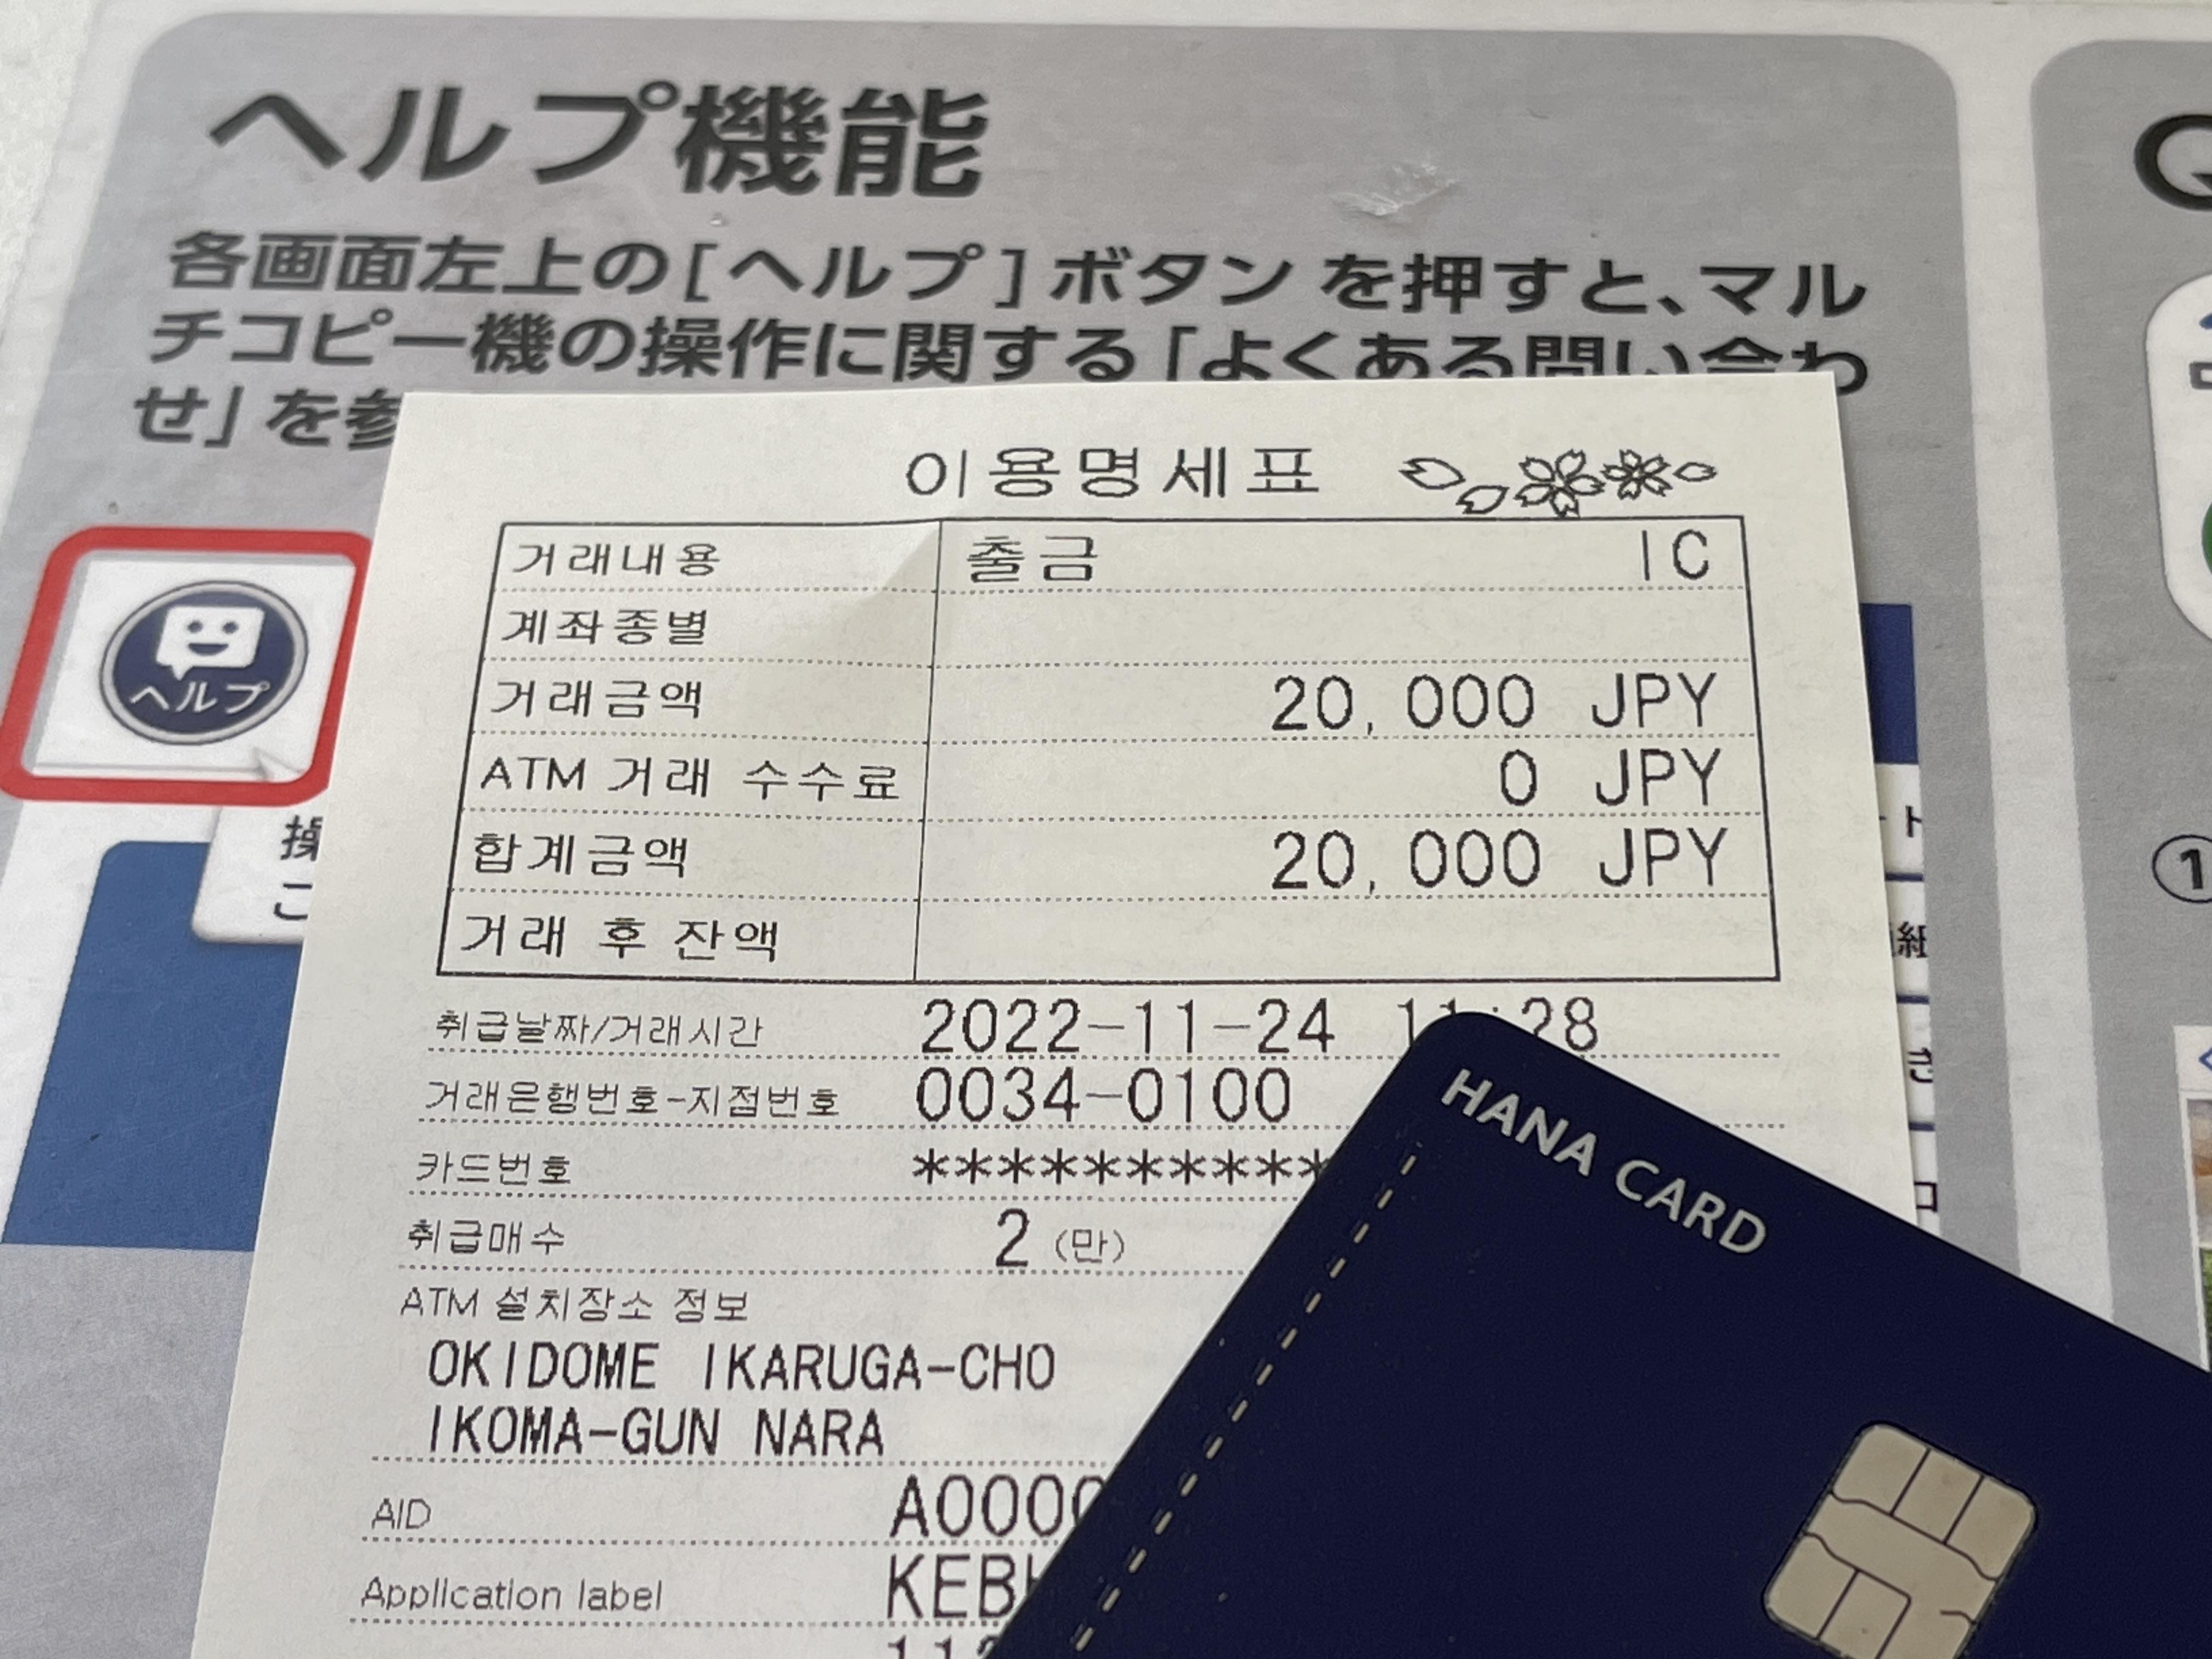 ヘルプ機能
各画面左上の[ヘルプ]ボタンを押すと、マル
チコピー機の操作に関する「よくある問い合わ
せ」を参
ヘルプ
操
こ
이용명세표
거래내용 출금 IC
계좌종별
거래금액 20,000 JPY
ATM 거래 수수료 0 JPY
합계금액 20,000 JPY
거래 후 잔액
취급날짜/거래시간 2022-11-24 11:28
거래은행번호-지점번호 0034-0100
카드번호 **********
취급매수 2 (만)
ATM 설치장소 정보
OKIDOME IKARUGA-CHO
IKOMA-GUN NARA
AID A0000
Application label KEB
HANA CARD
①